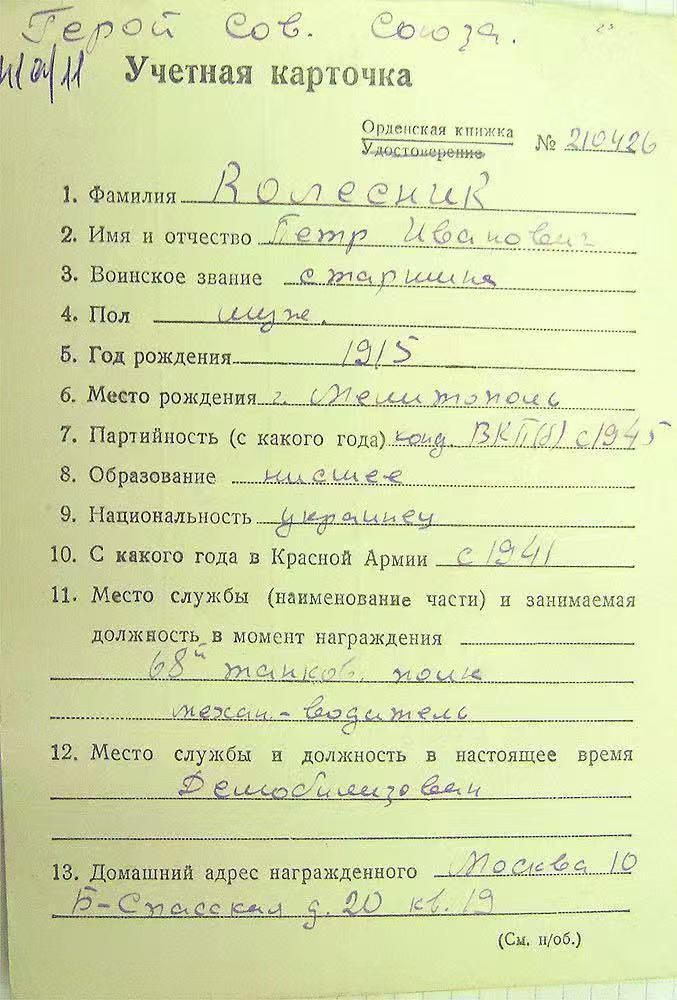 Герой Сов. Союза.
Учетная карточка
Орденская книжка
Удостоверение № 210426
1. Фамилия Колесник
2. Имя и отчество Петр Иванович
3. Воинское звание старшина
4. Пол муж.
5. Год рождения 1915
6. Место рождения г. Мелитополь
7. Партийность (с какого года) канд. ВКП(б) с 1945
8. Образование нисшее
9. Национальность украинец
10. С какого года в Красной Армии с 1941
11. Место службы (наименование части) и занимаемая
должность в момент награждения
68й танков. полк
механ.-водитель
12. Место службы и должность в настоящее время
Демобилизован
13. Домашний адрес награжденного Москва 10
Б-Спасская д. 20 кв. 19
(См. н/об.)